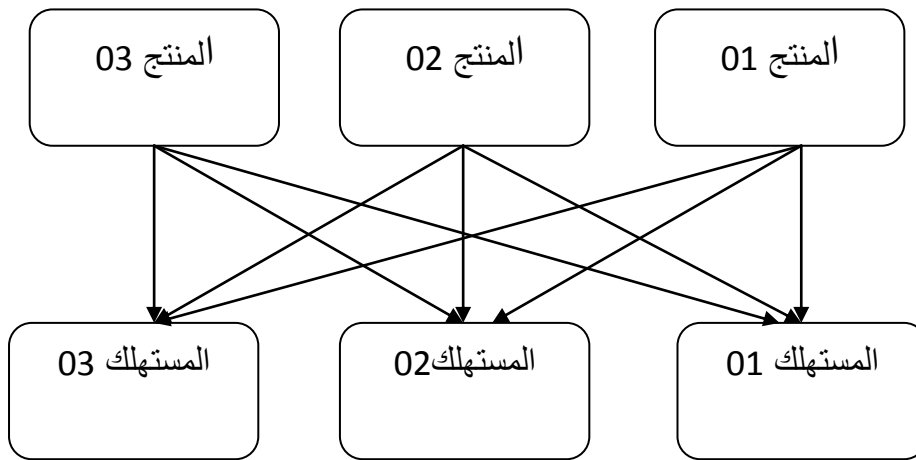 المنتج 01
المنتج 02
المنتج 03
المستهلك 01
المستهلك02
المستهلك 03